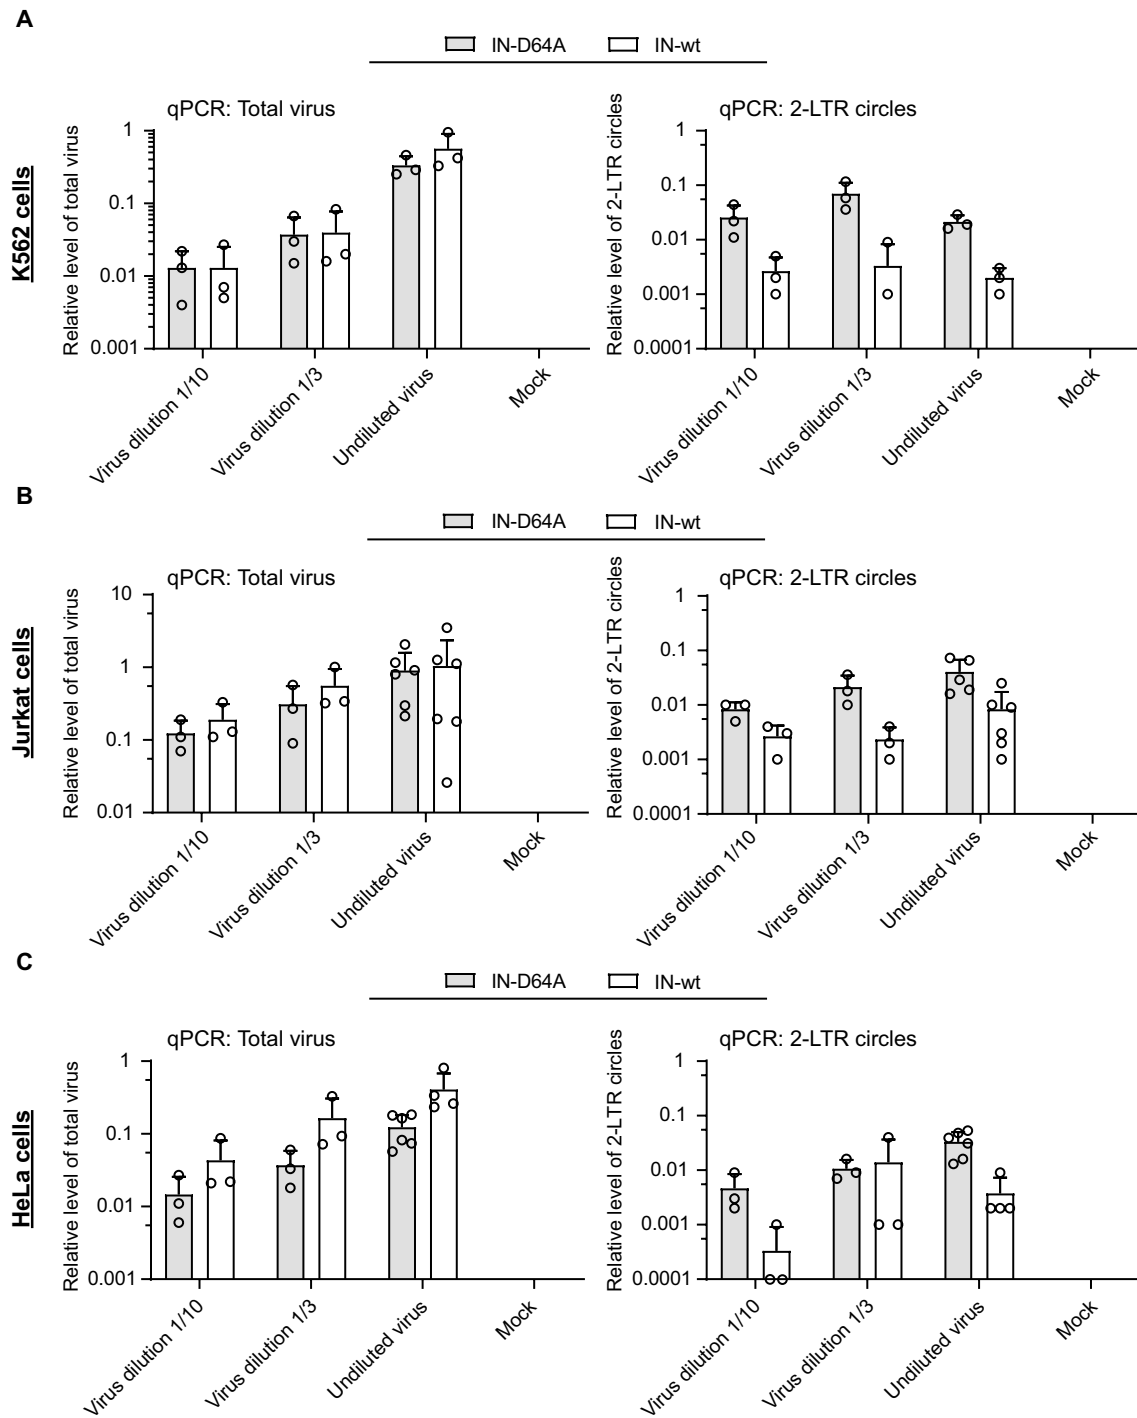 A
IN-D64A IN-wt
K562 cells
qPCR: Total virus
Relative level of total virus
1
0.1
0.01
0.001
Virus dilution 1/10
Virus dilution 1/3
Undiluted virus
Mock
qPCR: 2-LTR circles
Relative level of 2-LTR circles
1
0.1
0.01
0.001
0.0001
Virus dilution 1/10
Virus dilution 1/3
Undiluted virus
Mock
B
IN-D64A IN-wt
Jurkat cells
qPCR: Total virus
Relative level of total virus
10
1
0.1
0.01
Virus dilution 1/10
Virus dilution 1/3
Undiluted virus
Mock
qPCR: 2-LTR circles
Relative level of 2-LTR circles
1
0.1
0.01
0.001
0.0001
Virus dilution 1/10
Virus dilution 1/3
Undiluted virus
Mock
C
IN-D64A IN-wt
HeLa cells
qPCR: Total virus
Relative level of total virus
1
0.1
0.01
0.001
Virus dilution 1/10
Virus dilution 1/3
Undiluted virus
Mock
qPCR: 2-LTR circles
Relative level of 2-LTR circles
1
0.1
0.01
0.001
0.0001
Virus dilution 1/10
Virus dilution 1/3
Undiluted virus
Mock